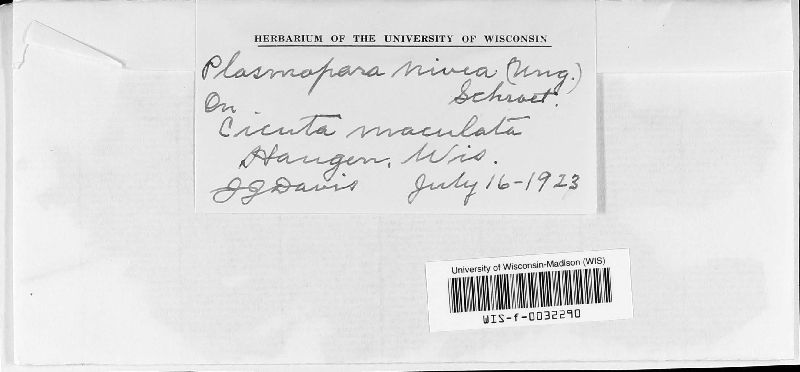 HERBARIUM OF THE UNIVERSITY OF WISCONSIN
Plasmopara nivea (Ung.)
Schroet.
On
Cicuta maculata
Haugen, Wis.
JJ Davis July 16-1923
University of Wisconsin-Madison (WIS)
WIS-f-0032290